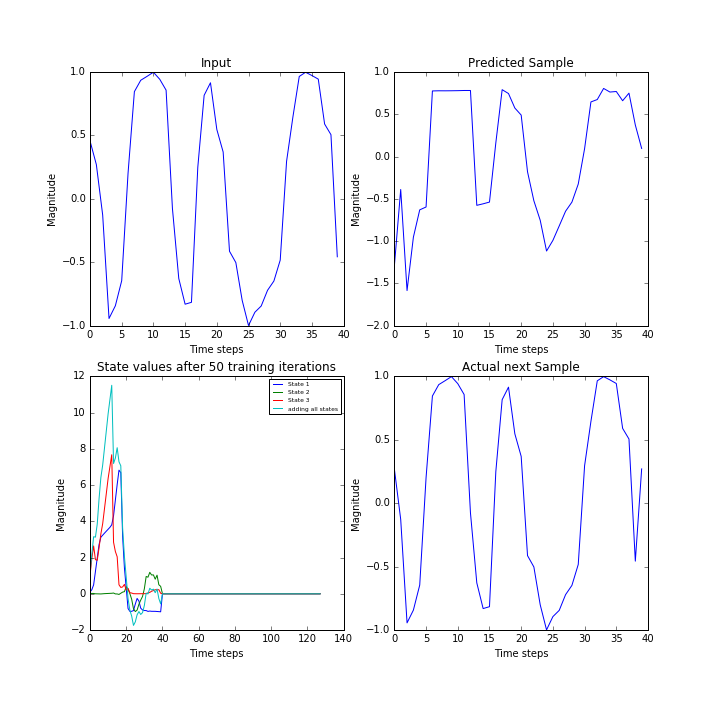 Input
Magnitude
1.0
0.5
0.0
−0.5
−1.0
0 5 10 15 20 25 30 35 40
Time steps
Predicted Sample
Magnitude
1.0
0.5
0.0
−0.5
−1.0
−1.5
−2.0
0 5 10 15 20 25 30 35 40
Time steps
State values after 50 training iterations
Magnitude
12
10
8
6
4
2
0
−2
0 20 40 60 80 100 120 140
Time steps
State 1
State 2
State 3
adding all states
Actual next Sample
Magnitude
1.0
0.5
0.0
−0.5
−1.0
0 5 10 15 20 25 30 35 40
Time steps